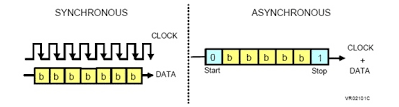 SYNCHRONOUS
ASYNCHRONOUS
CLOCK
b b b b b b b
DATA
0 b b b b b 1
Start
Stop
CLOCK
+
DATA
VR02101C